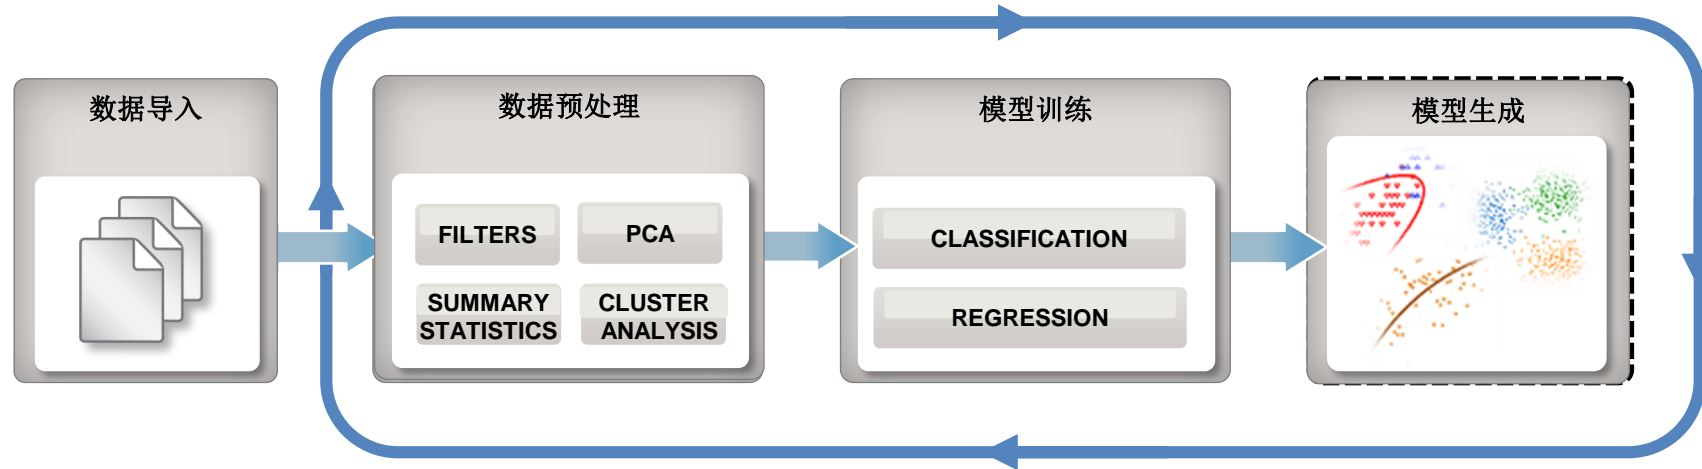 数据导入
数据预处理
FILTERS
PCA
SUMMARY
STATISTICS
CLUSTER
ANALYSIS
模型训练
CLASSIFICATION
REGRESSION
模型生成